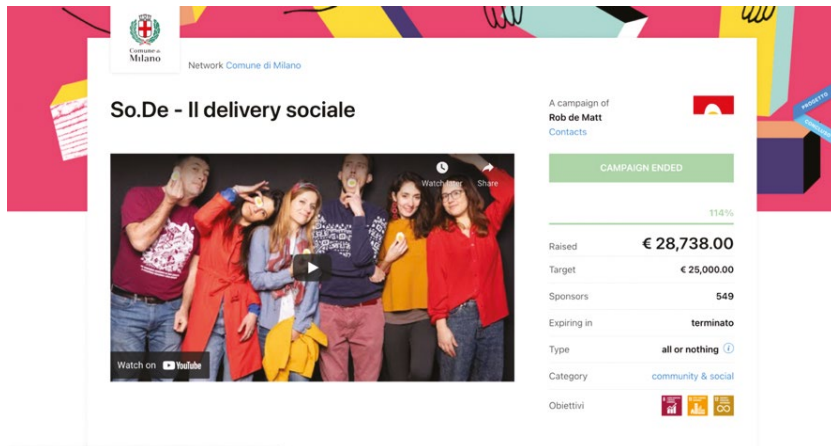 Comune di
Milano
Network Comune di Milano
So.De - Il delivery sociale
Watch later
Share
Watch on YouTube
A campaign of
Rob de Matt
Contacts
CAMPAIGN ENDED
114%
Raised € 28,738.00
Target € 25,000.00
Sponsors 549
Expiring in terminato
Type all or nothing
Category community & social
Obiettivi
PROGETTO